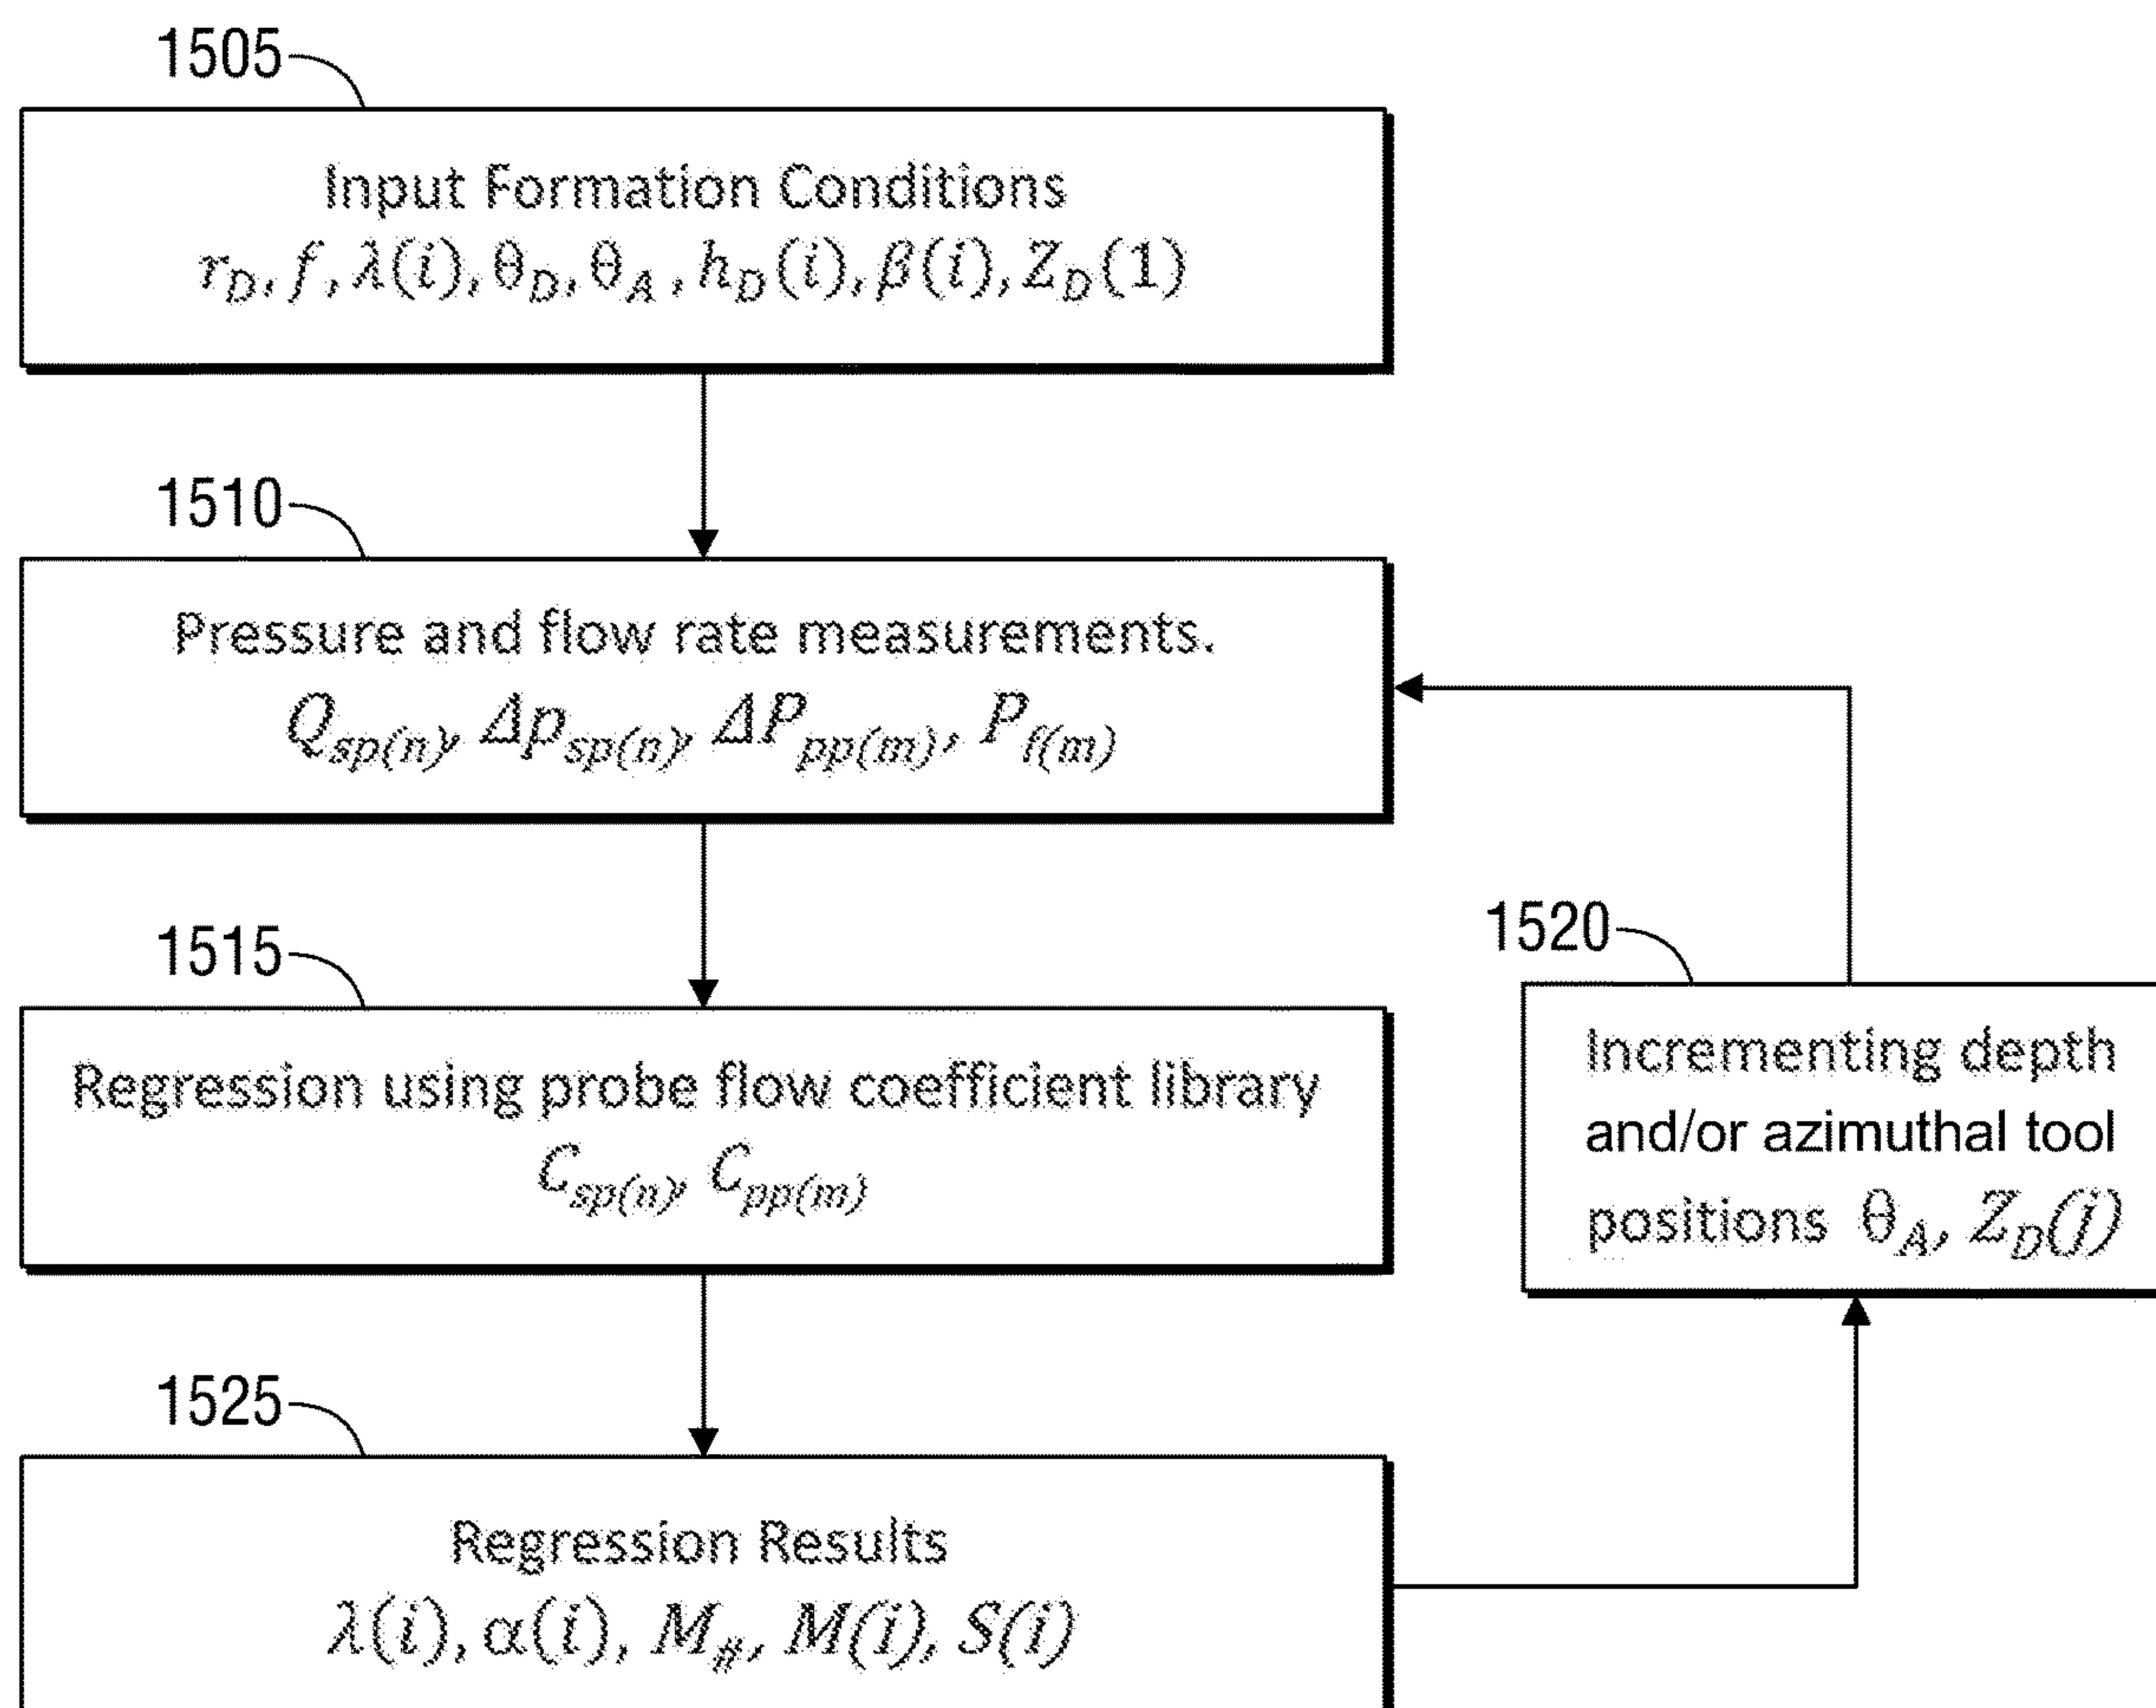 1505
Input Formation Conditions
r_D, f, λ(i), θ_D, θ_A, h_D(i), β(i), Z_D(1)
1510
Pressure and flow rate measurements.
Q_sp(n), Δp_sp(n), ΔP_pp(m), P_f(m)
1515
Regression using probe flow coefficient library
C_sp(n), C_pp(m)
1520
Incrementing depth
and/or azimuthal tool
positions θ_A, Z_D(j)
1525
Regression Results
λ(i), α(i), M_#, M(i), S(i)